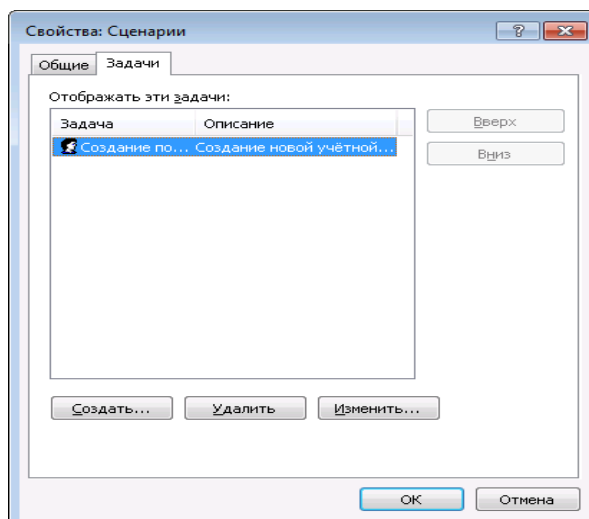 Свойства: Сценарии
Общие Задачи
Отображать эти задачи:
Задача Описание
Создание по... Создание новой учётной...
Вверх
Вниз
Создать... Удалить Изменить...
OK Отмена